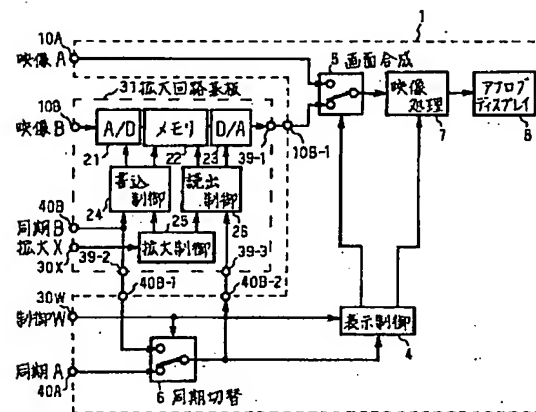 1
10A
映像A
5 画面合成
映像処理
7
アナログディスプレイ
8
31 拡大回路基板
10B
映像B
A/D
メモリ
D/A
21
22
23
39-1
10B-1
書込制御
読出制御
24
25
26
40B
同期B
拡大X
30X
拡大制御
39-2
39-3
40B-1
40B-2
30W
制御W
表示制御
4
同期A
40A
6 同期切替